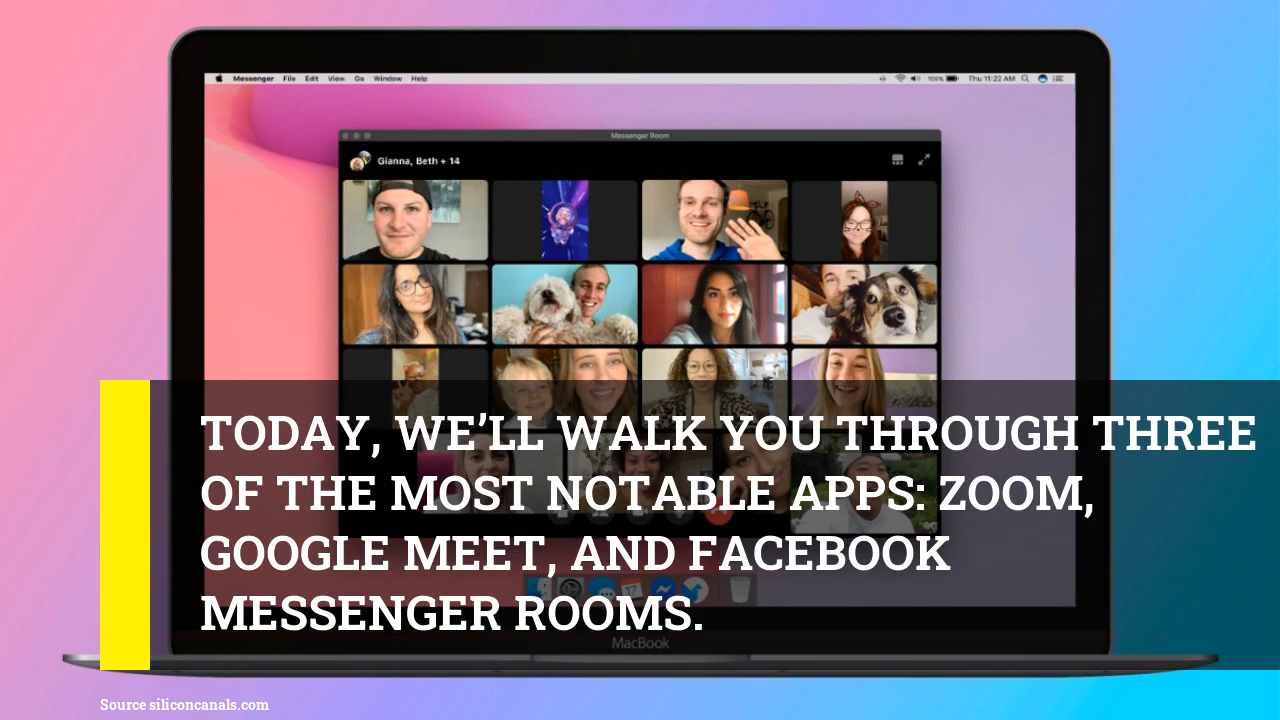 Messenger File Edit View Go Window Help
100% Thu 11:22 AM
Messenger Room
Gianna, Beth + 14
TODAY, WE’LL WALK YOU THROUGH THREE
OF THE MOST NOTABLE APPS: ZOOM,
GOOGLE MEET, AND FACEBOOK
MESSENGER ROOMS.
17
MacBook
Source siliconcanals.com